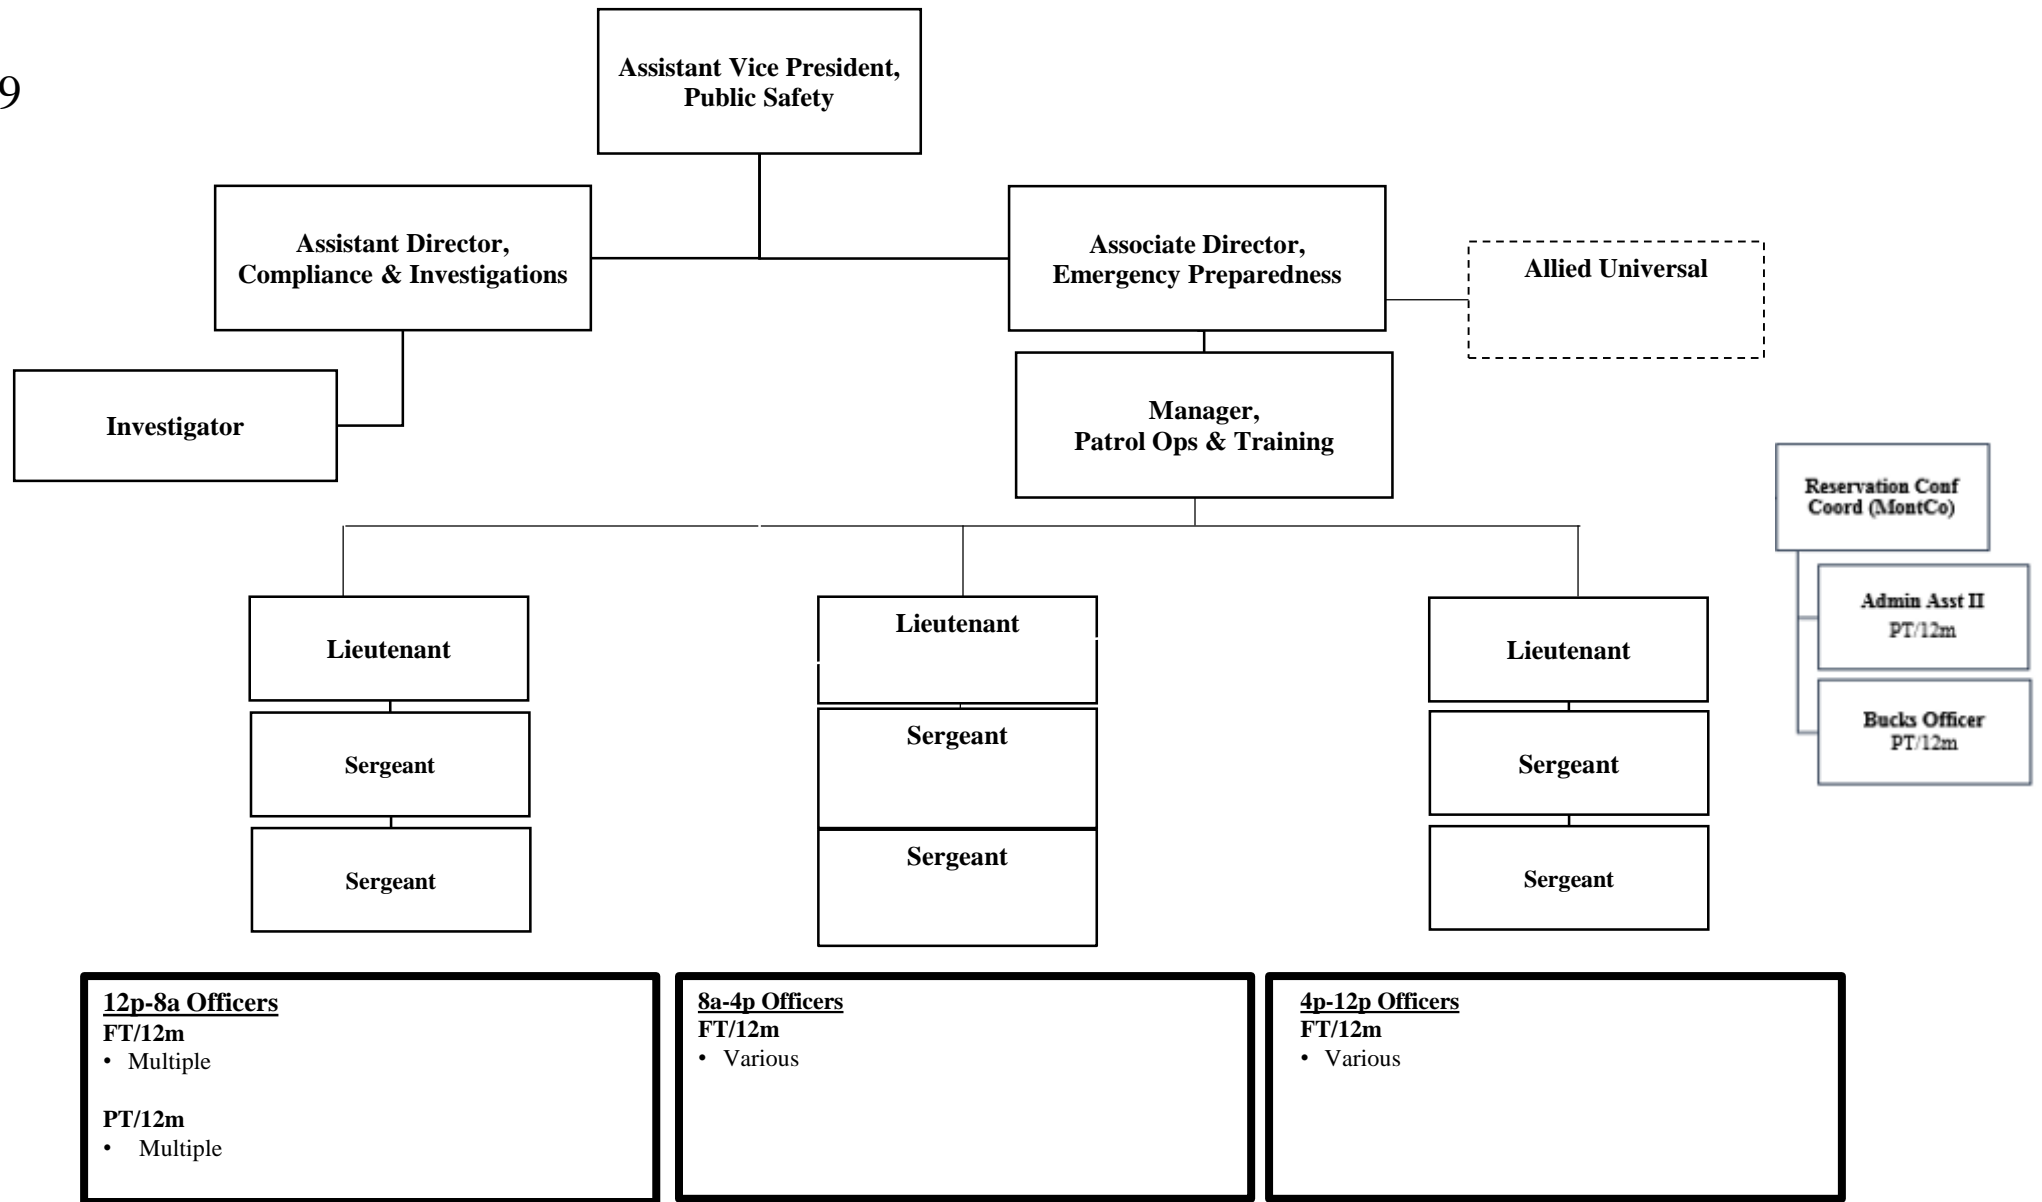 9
Assistant Vice President,
Public Safety
Assistant Director,
Compliance & Investigations
Associate Director,
Emergency Preparedness
Allied Universal
Investigator
Manager,
Patrol Ops & Training
Reservation Conf
Coord (MontCo)
Admin Asst II
PT/12m
Bucks Officer
PT/12m
Lieutenant
Sergeant
Sergeant
Lieutenant
Sergeant
Sergeant
Lieutenant
Sergeant
Sergeant
12p-8a Officers
FT/12m
• Multiple
PT/12m
• Multiple
8a-4p Officers
FT/12m
• Various
4p-12p Officers
FT/12m
• Various